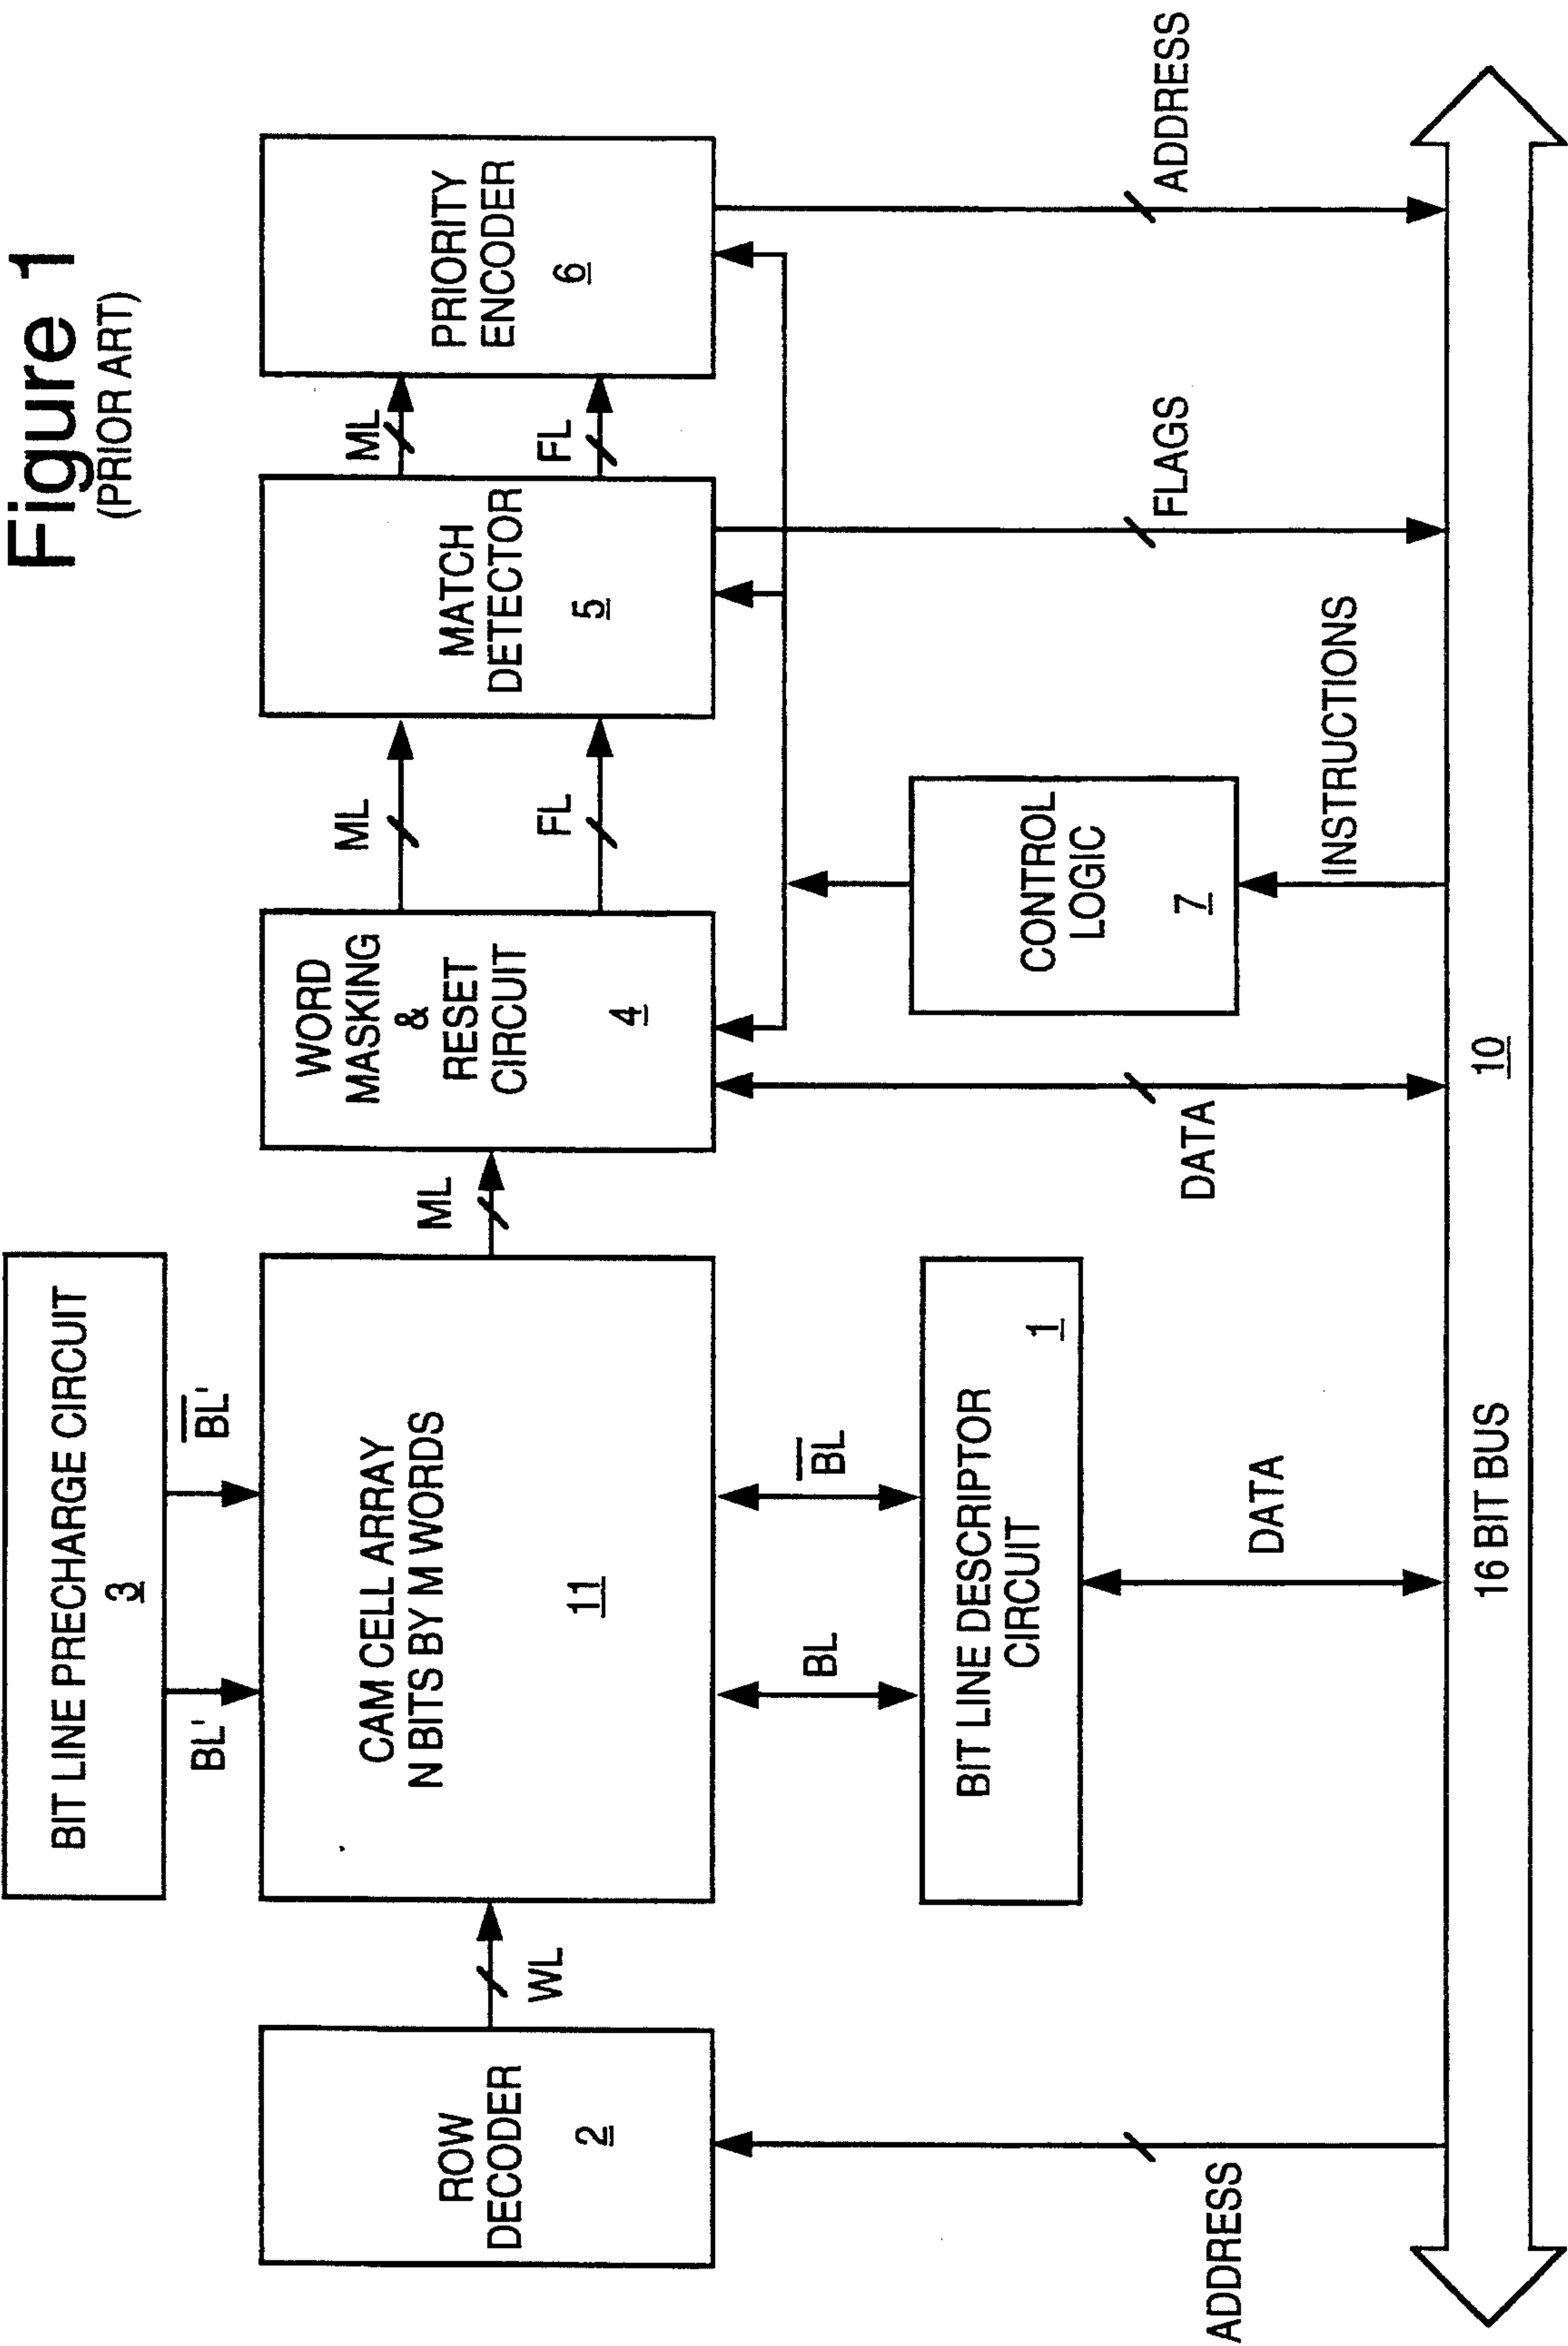 Figure 1
(PRIOR ART)
BIT LINE PRECHARGE CIRCUIT
3
BL'
BL'
ROW
DECODER
2
WL
CAM CELL ARRAY
N BITS BY M WORDS
11
ML
WORD
MASKING
&
RESET
CIRCUIT
4
ML
FL
MATCH
DETECTOR
5
ML
FL
PRIORITY
ENCODER
6
BL
BL
BIT LINE DESCRIPTOR
CIRCUIT
1
CONTROL
LOGIC
7
ADDRESS
DATA
DATA
INSTRUCTIONS
FLAGS
ADDRESS
16 BIT BUS
10